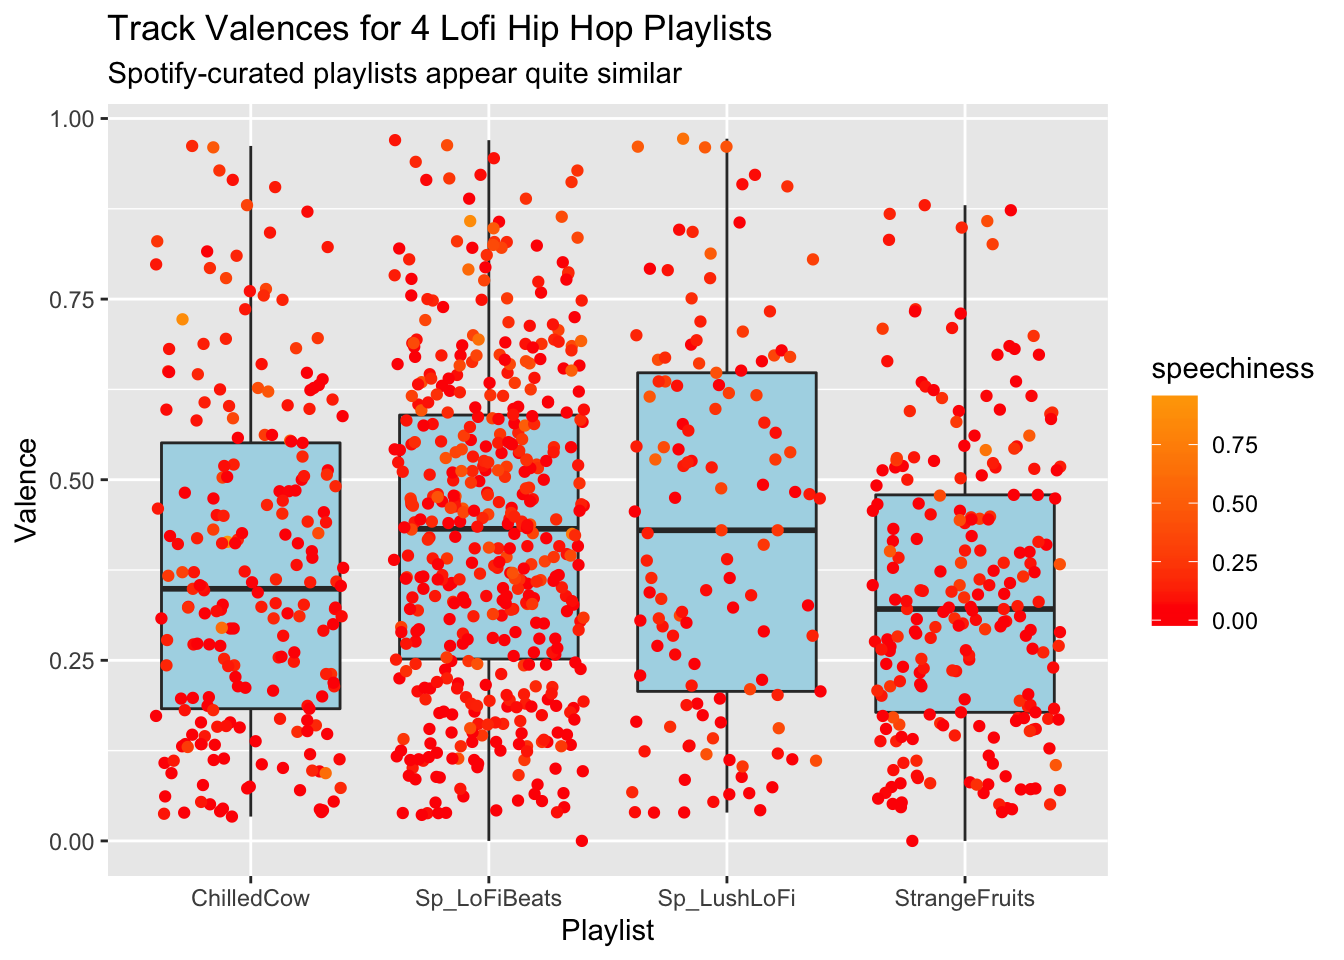 Track Valences for 4 Lofi Hip Hop Playlists
Spotify-curated playlists appear quite similar
1.00
0.75
0.50
0.25
0.00
Valence
ChilledCow
Sp_LoFiBeats
Sp_LushLoFi
StrangeFruits
Playlist
speechiness
0.75
0.50
0.25
0.00